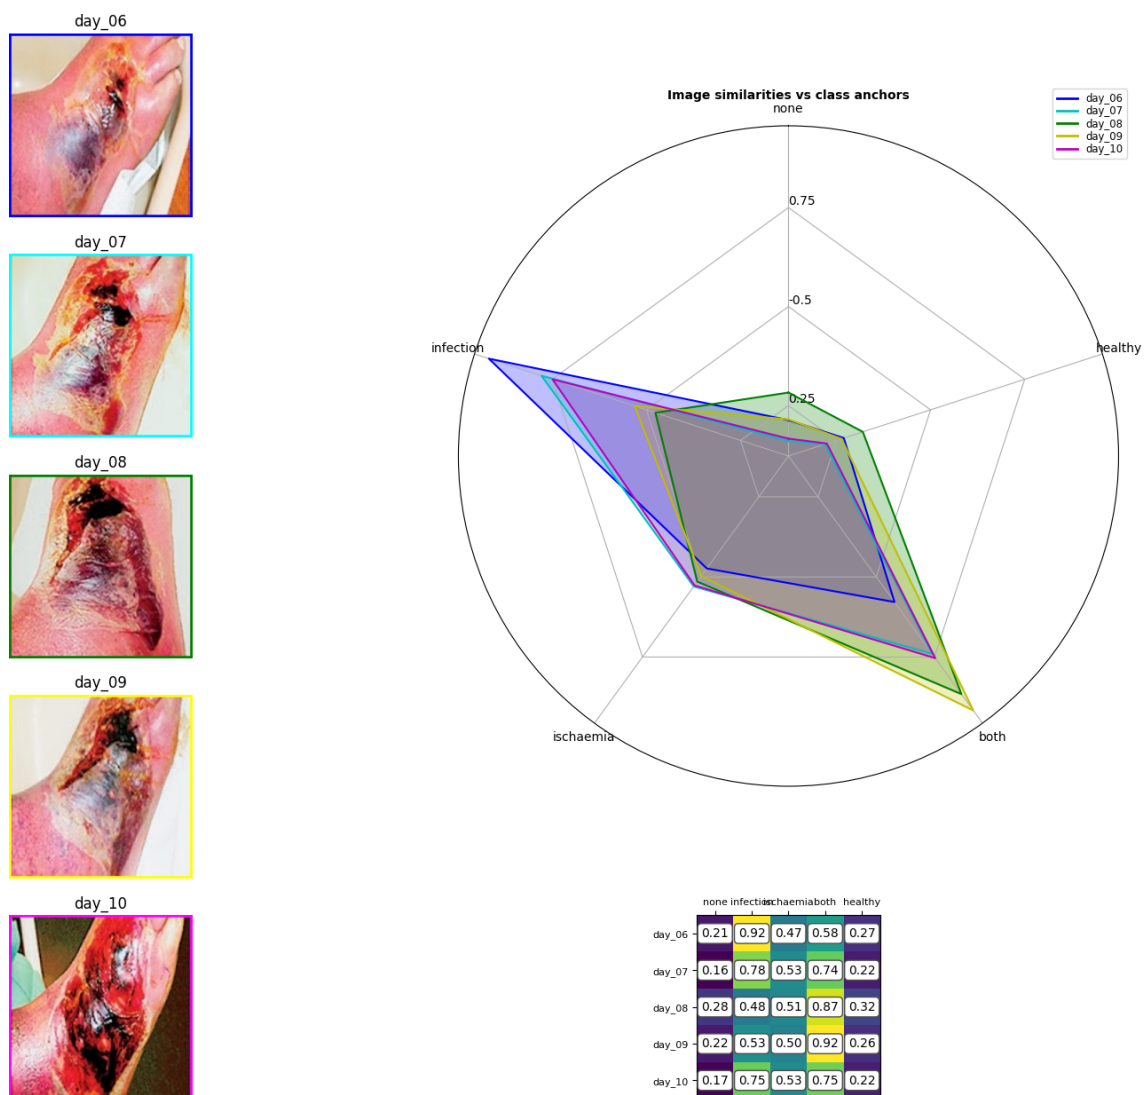 day_06
day_07
day_08
day_09
day_10
Image similarities vs class anchors
none
0.75
-0.5
0.25
infection
healthy
ischaemia
both
day_06
day_07
day_08
day_09
day_10
none infection ischaemia both healthy
day_06 0.21 0.92 0.47 0.58 0.27
day_07 0.16 0.78 0.53 0.74 0.22
day_08 0.28 0.48 0.51 0.87 0.32
day_09 0.22 0.53 0.50 0.92 0.26
day_10 0.17 0.75 0.53 0.75 0.22